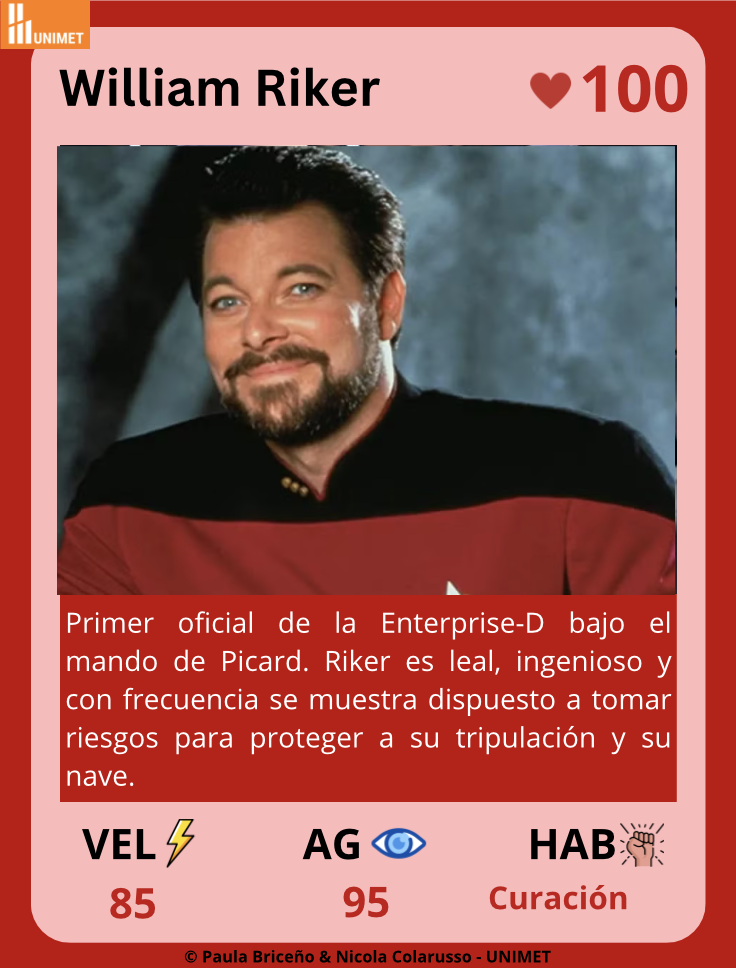 UNIMET
William Riker
100
Primer oficial de la Enterprise-D bajo el
mando de Picard. Riker es leal, ingenioso y
con frecuencia se muestra dispuesto a tomar
riesgos para proteger a su tripulación y su
nave.
VEL AG HAB
85 95 Curación
© Paula Briceño & Nicola Colarusso - UNIMET